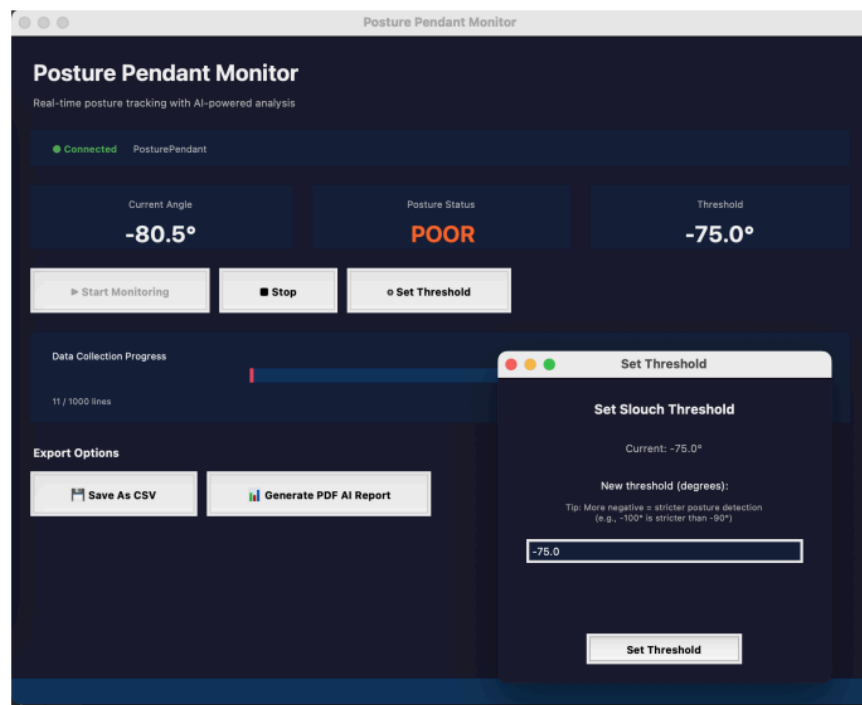 Posture Pendant Monitor
Posture Pendant Monitor
Real-time posture tracking with AI-powered analysis
Connected PosturePendant
Current Angle
-80.5°
Posture Status
POOR
Threshold
-75.0°
Start Monitoring
Stop
Set Threshold
Data Collection Progress
11 / 1000 lines
Export Options
Save As CSV
Generate PDF AI Report
Set Threshold
Set Slouch Threshold
Current: -75.0°
New threshold (degrees):
Tip: More negative = stricter posture detection
(e.g., -100° is stricter than -90°)
-75.0
Set Threshold